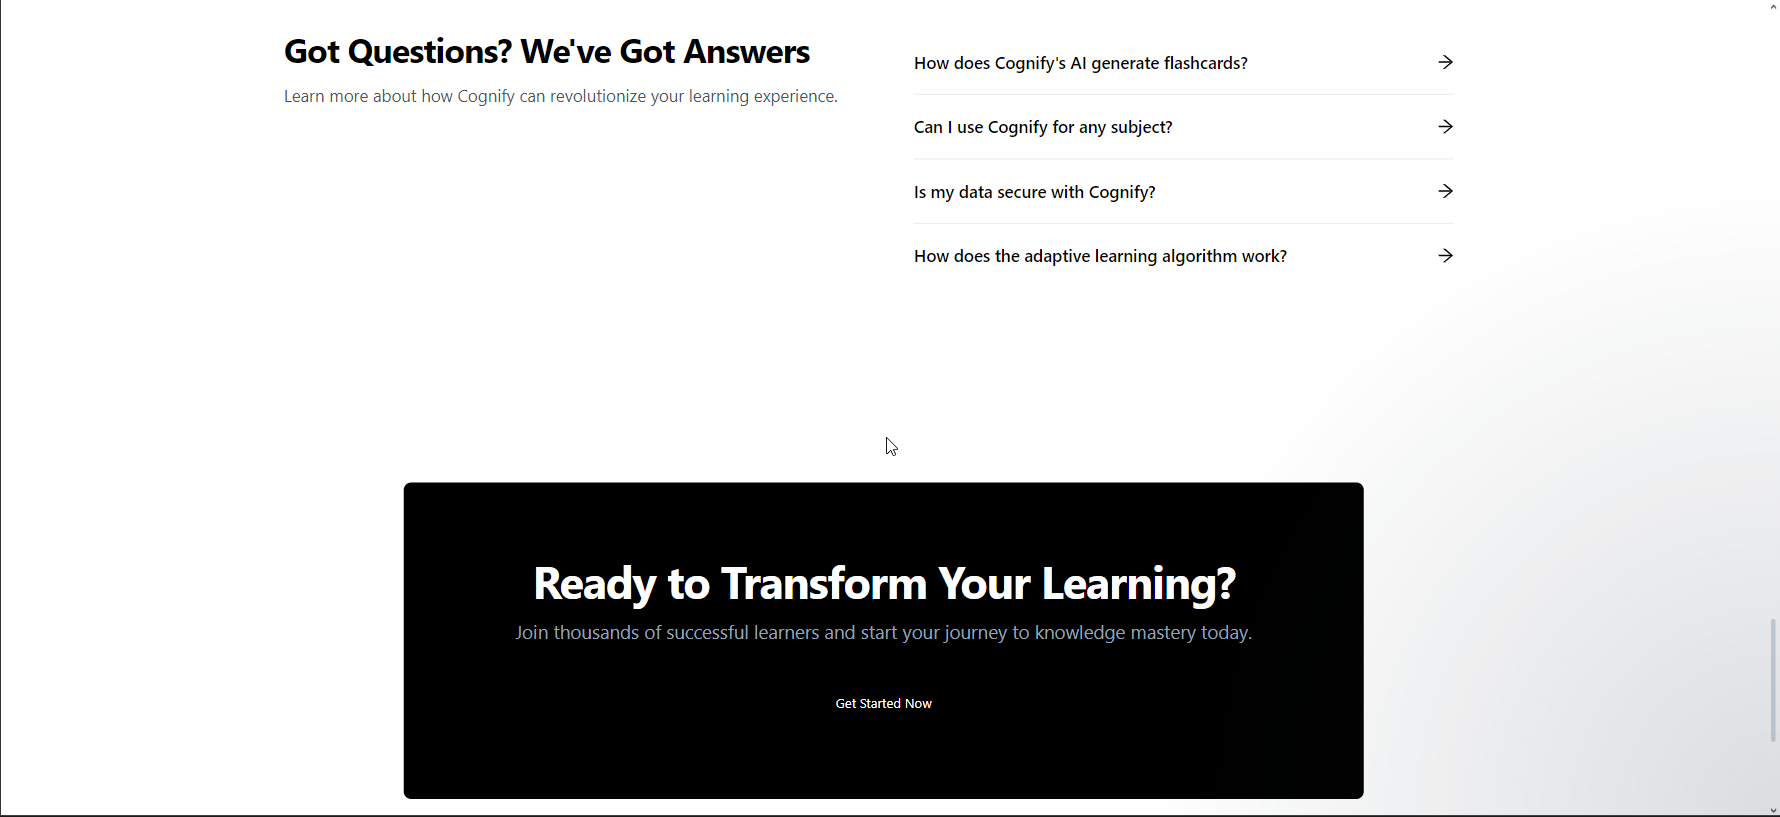 Got Questions? We've Got Answers
Learn more about how Cognify can revolutionize your learning experience.
How does Cognify's AI generate flashcards?
Can I use Cognify for any subject?
Is my data secure with Cognify?
How does the adaptive learning algorithm work?
Ready to Transform Your Learning?
Join thousands of successful learners and start your journey to knowledge mastery today.
Get Started Now